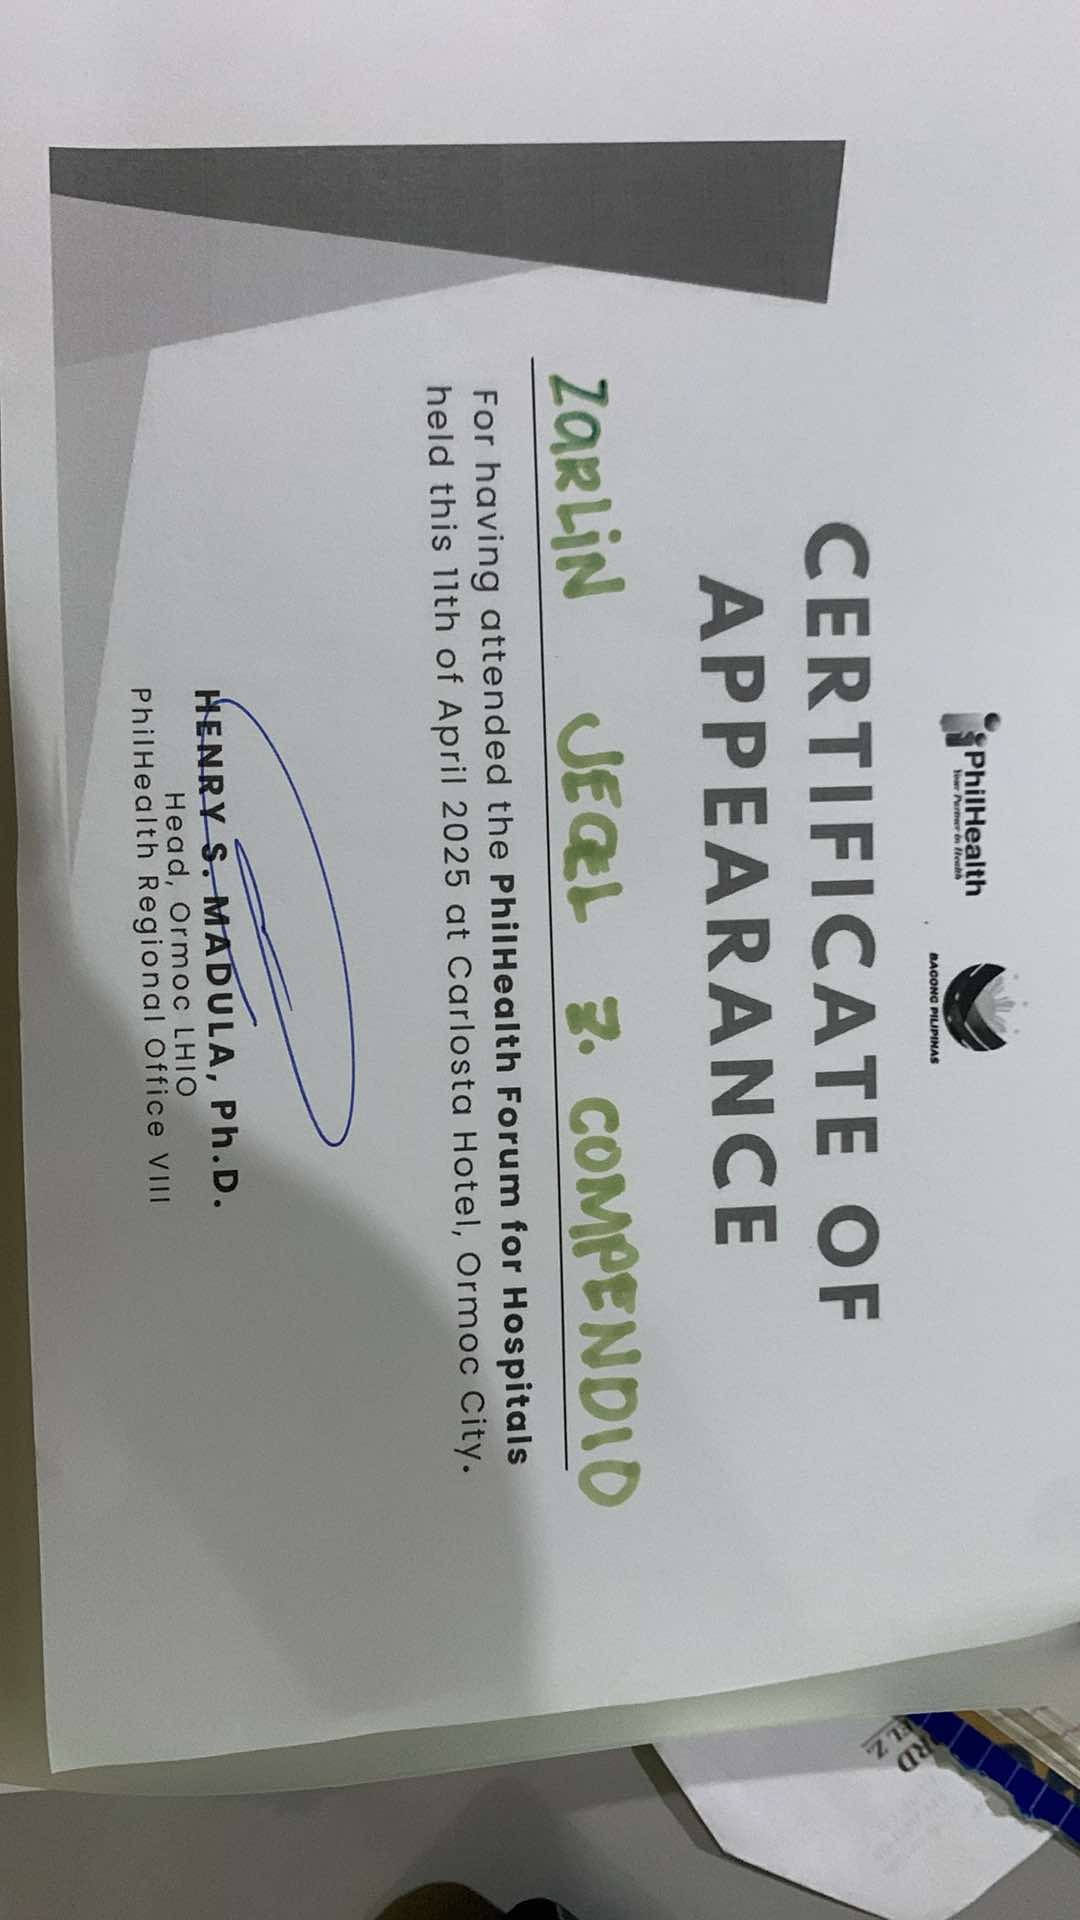 PhilHealth
Your Partner in Health
BAGONG PILIPINAS
CERTIFICATE OF
APPEARANCE
ZARLIN JEGL Z. COMPENDIO
For having attended the PhilHealth Forum for Hospitals
held this 11th of April 2025 at Carlosta Hotel, Ormoc City.
HENRY S. MADULA, Ph.D.
Head, Ormoc LHIO
PhilHealth Regional Office VIII
RD